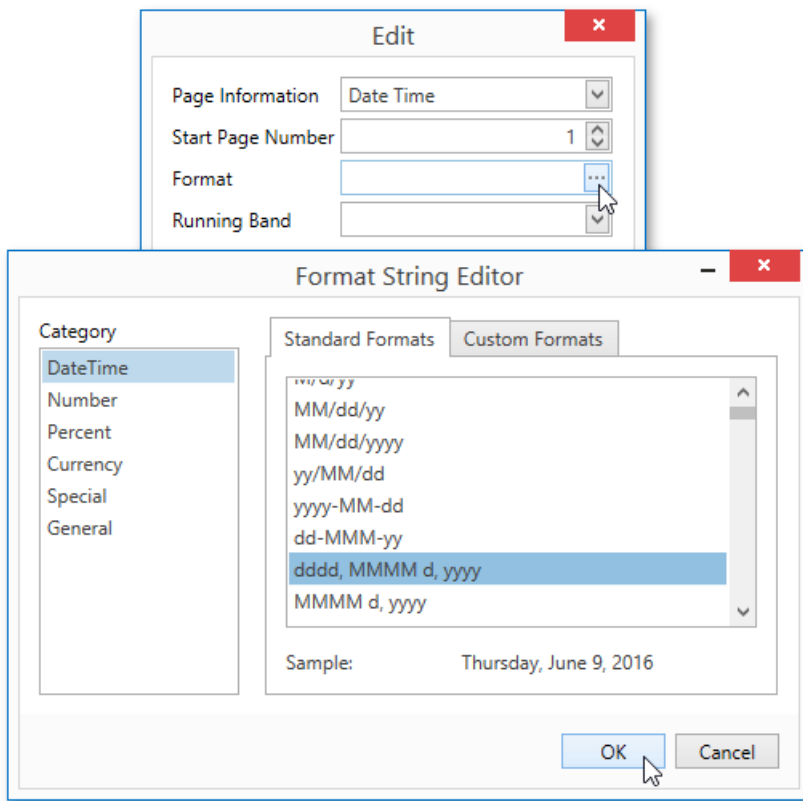 Edit
Page Information Date Time
Start Page Number 1
Format ...
Running Band
Format String Editor
Category
DateTime
Number
Percent
Currency
Special
General
Standard Formats Custom Formats
M/d/yy
MM/dd/yy
MM/dd/yyyy
yy/MM/dd
yyyy-MM-dd
dd-MMM-yy
dddd, MMMM d, yyyy
MMMM d, yyyy
Sample: Thursday, June 9, 2016
OK Cancel